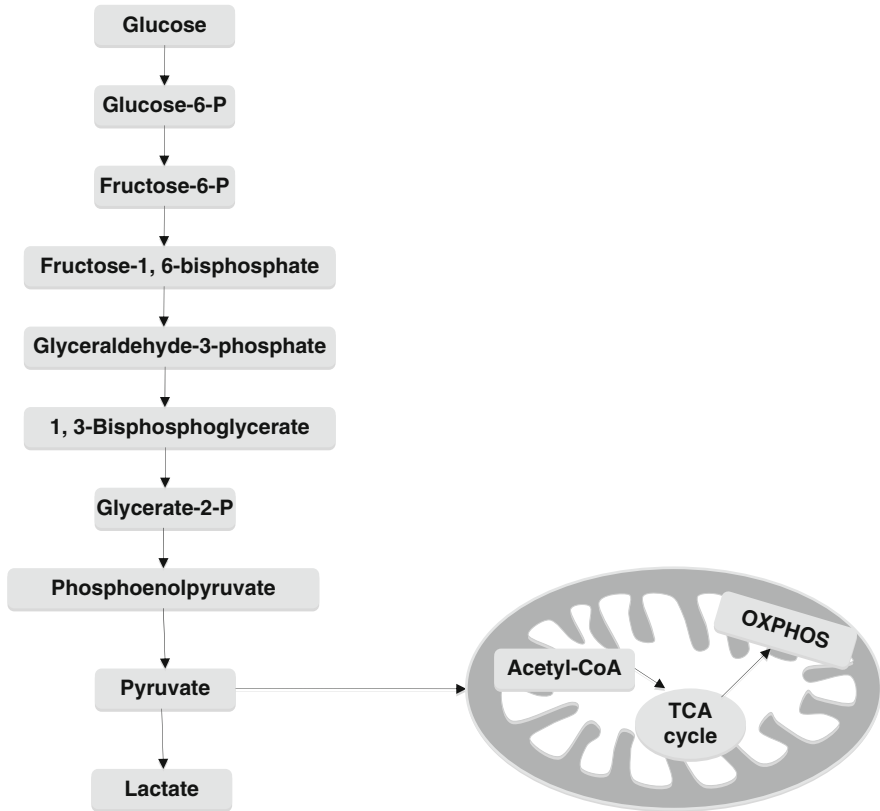 Glucose
Glucose-6-P
Fructose-6-P
Fructose-1, 6-bisphosphate
Glyceraldehyde-3-phosphate
1, 3-Bisphosphoglycerate
Glycerate-2-P
Phosphoenolpyruvate
Pyruvate
Lactate
Acetyl-CoA
TCA
cycle
OXPHOS